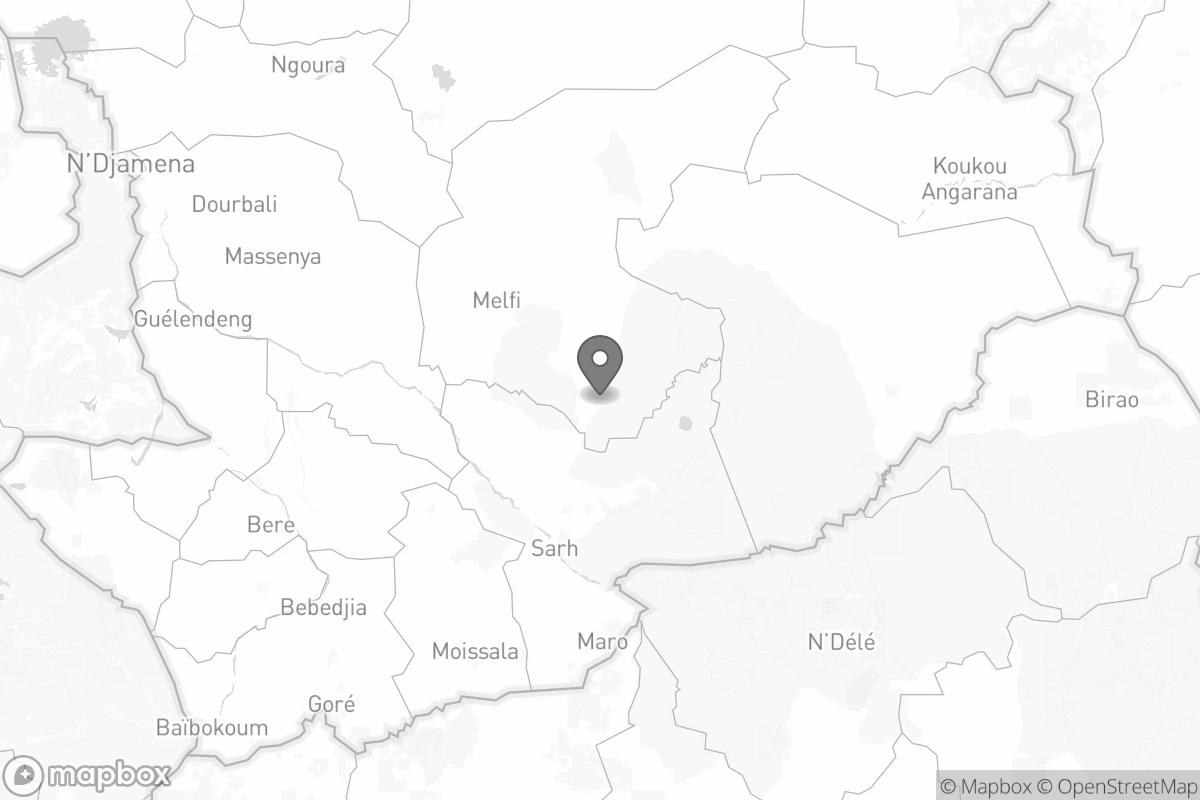 Ngoura
N'Djamena
Koukou
Angarana
Dourbali
Massenya
Melfi
Guélendeng
Birao
Bere
Sarh
Bebedjia
Maro
N'Délé
Moissala
Goré
Baïbokoum
mapbox
© Mapbox © OpenStreetMap